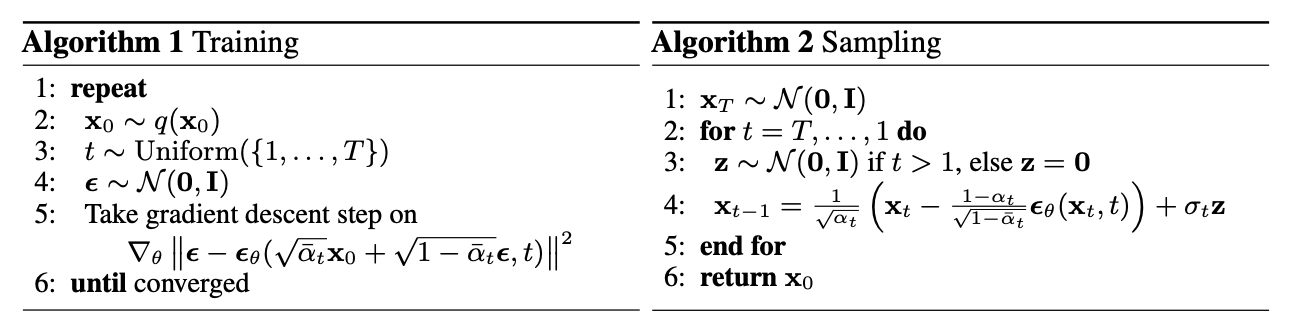 Algorithm 1 Training
1: repeat
2: x₀ ∼ q(x₀)
3: t ∼ Uniform({1, . . . , T})
4: ϵ ∼ 𝒩(0, I)
5: Take gradient descent step on
∇_θ ‖ϵ − ϵ_θ(√ᾱ_t x₀ + √(1 − ᾱ_t) ϵ, t)‖²
6: until converged
Algorithm 2 Sampling
1: x_T ∼ 𝒩(0, I)
2: for t = T, . . . , 1 do
3: z ∼ 𝒩(0, I) if t > 1, else z = 0
4: x_{t−1} = 1/√α_t (x_t − (1−α_t)/√(1−ᾱ_t) ϵ_θ(x_t, t)) + σ_t z
5: end for
6: return x₀